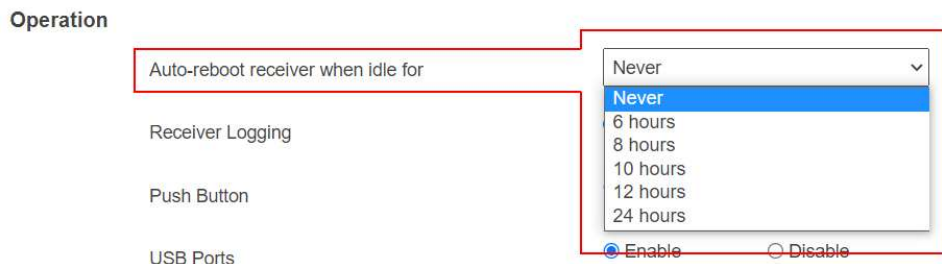 Operation
Auto-reboot receiver when idle for
Never
Never
6 hours
Receiver Logging
8 hours
10 hours
Push Button
12 hours
24 hours
USB Ports
Enable
Disable